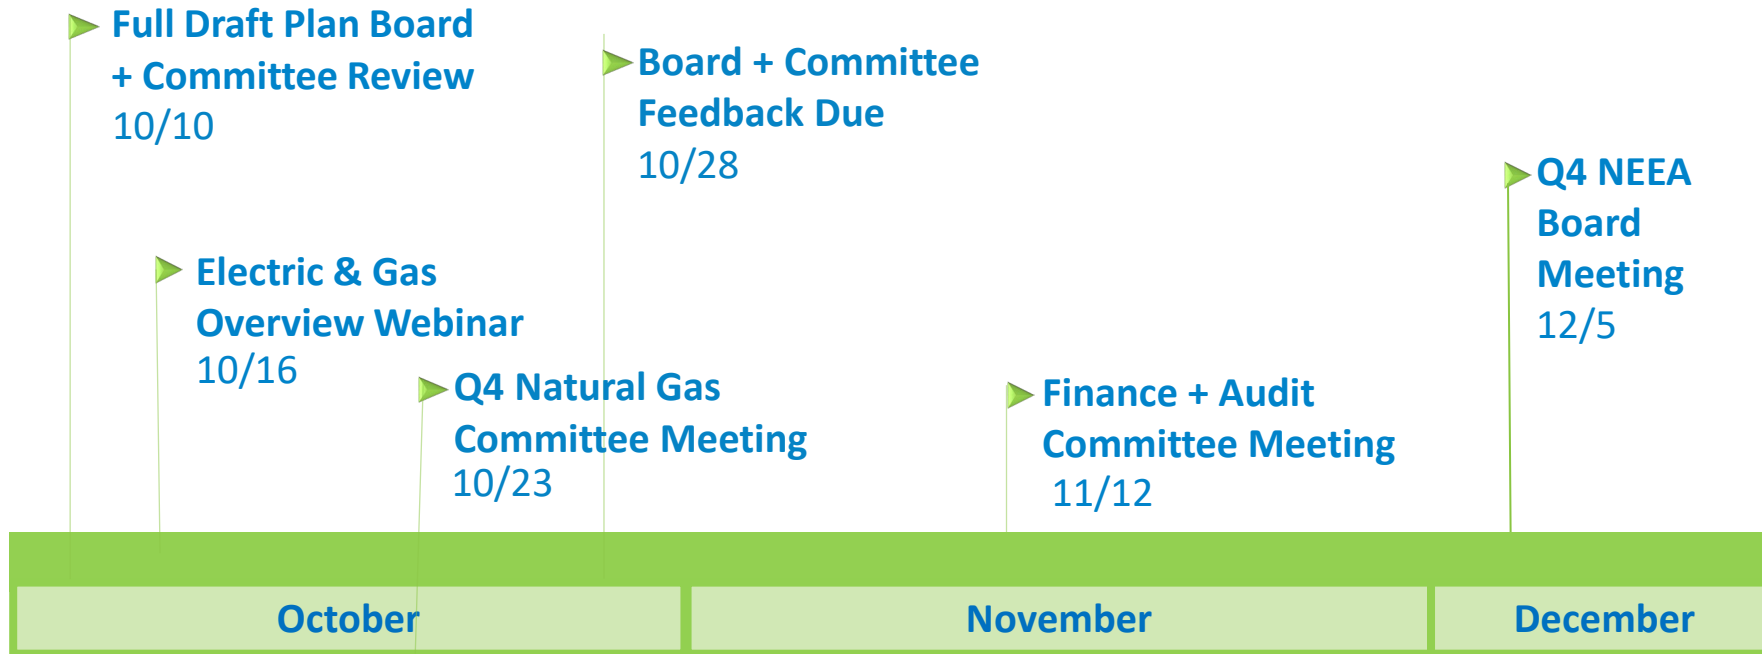 Full Draft Plan Board
+ Committee Review
10/10
Electric & Gas
Overview Webinar
10/16
Q4 Natural Gas
Committee Meeting
10/23
Board + Committee
Feedback Due
10/28
Finance + Audit
Committee Meeting
11/12
Q4 NEEA
Board
Meeting
12/5
October
November
December